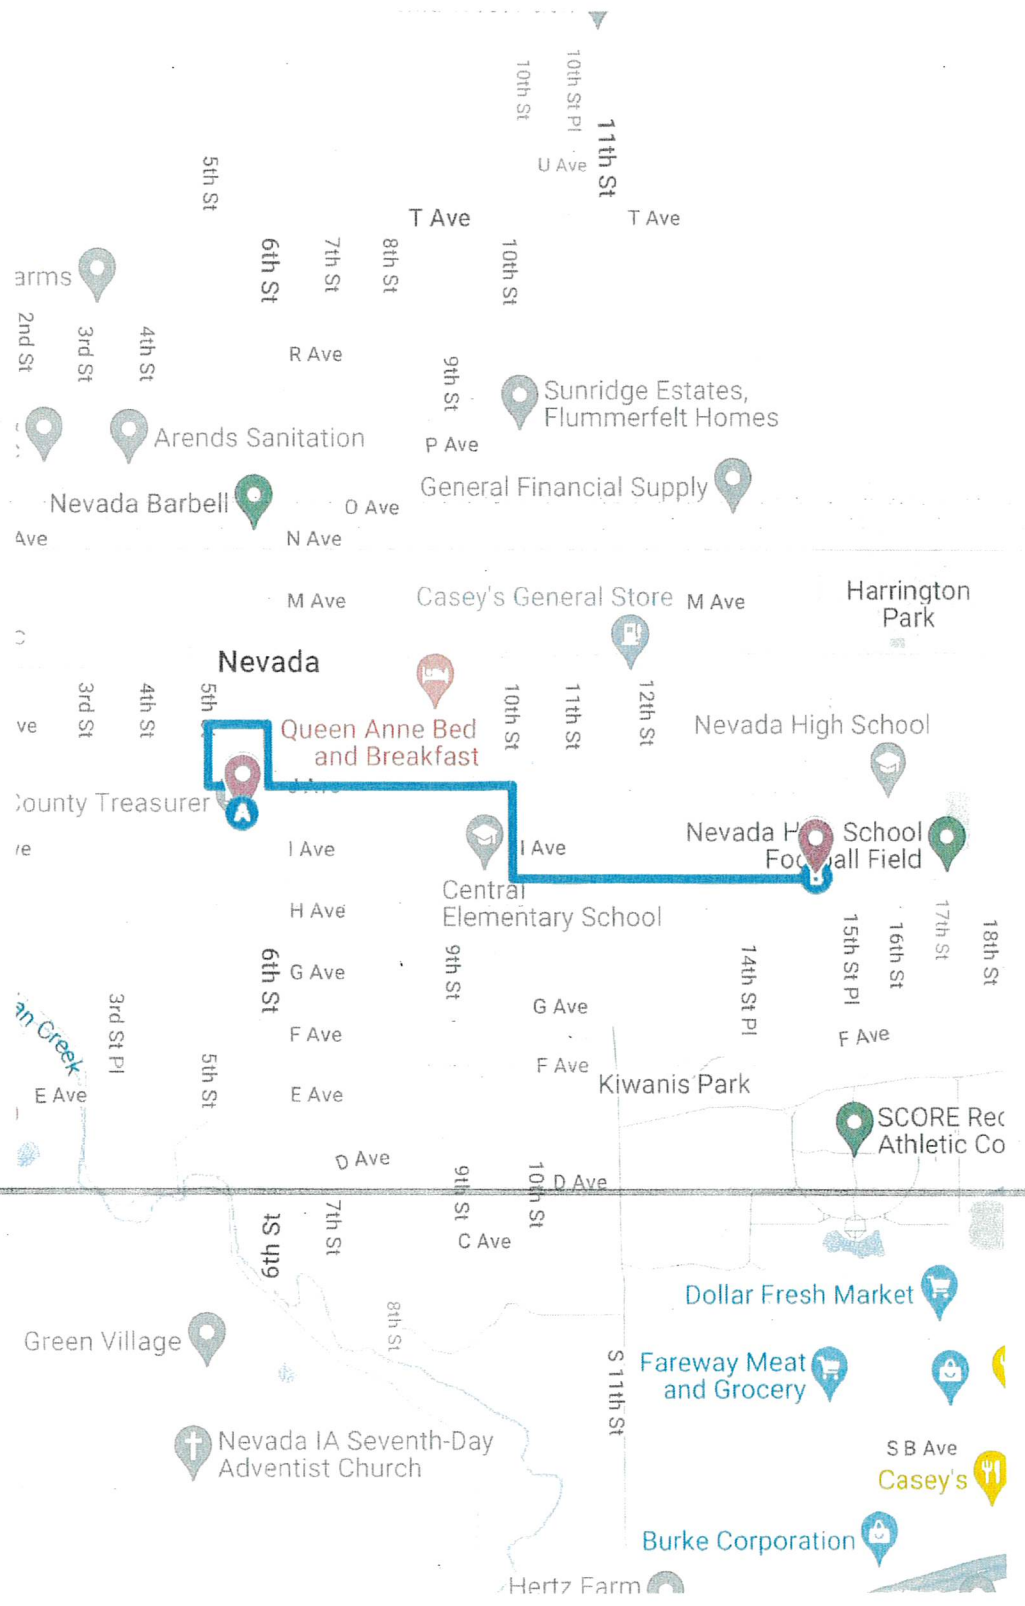 10th St
10th St Pl
11th St
U Ave
5th St
T Ave
T Ave
6th St
7th St
8th St
10th St
arms
2nd St
3rd St
4th St
R Ave
9th St
Sunridge Estates,
Flummerfelt Homes
Arends Sanitation
P Ave
General Financial Supply
Nevada Barbell
O Ave
Ave
N Ave
M Ave
Casey's General Store
M Ave
Harrington
Park
Nevada
3rd St
4th St
5th
10th St
11th St
12th St
ve
Queen Anne Bed
and Breakfast
Nevada High School
County Treasurer
A
ve
I Ave
I Ave
Nevada High School
Football Field
B
Central
Elementary School
H Ave
6th St
G Ave
9th St
14th St Pl
15th St Pl
16th St
17th St
18th St
G Ave
an Creek
3rd St Pl
F Ave
F Ave
F Ave
5th St
E Ave
E Ave
Kiwanis Park
SCORE Rec
Athletic Co
D Ave
9th St
10th St
D Ave
6th St
7th St
C Ave
Dollar Fresh Market
Green Village
8th St
S 11th St
Fareway Meat
and Grocery
Nevada IA Seventh-Day
Adventist Church
S B Ave
Casey's
Burke Corporation
Hertz Farm